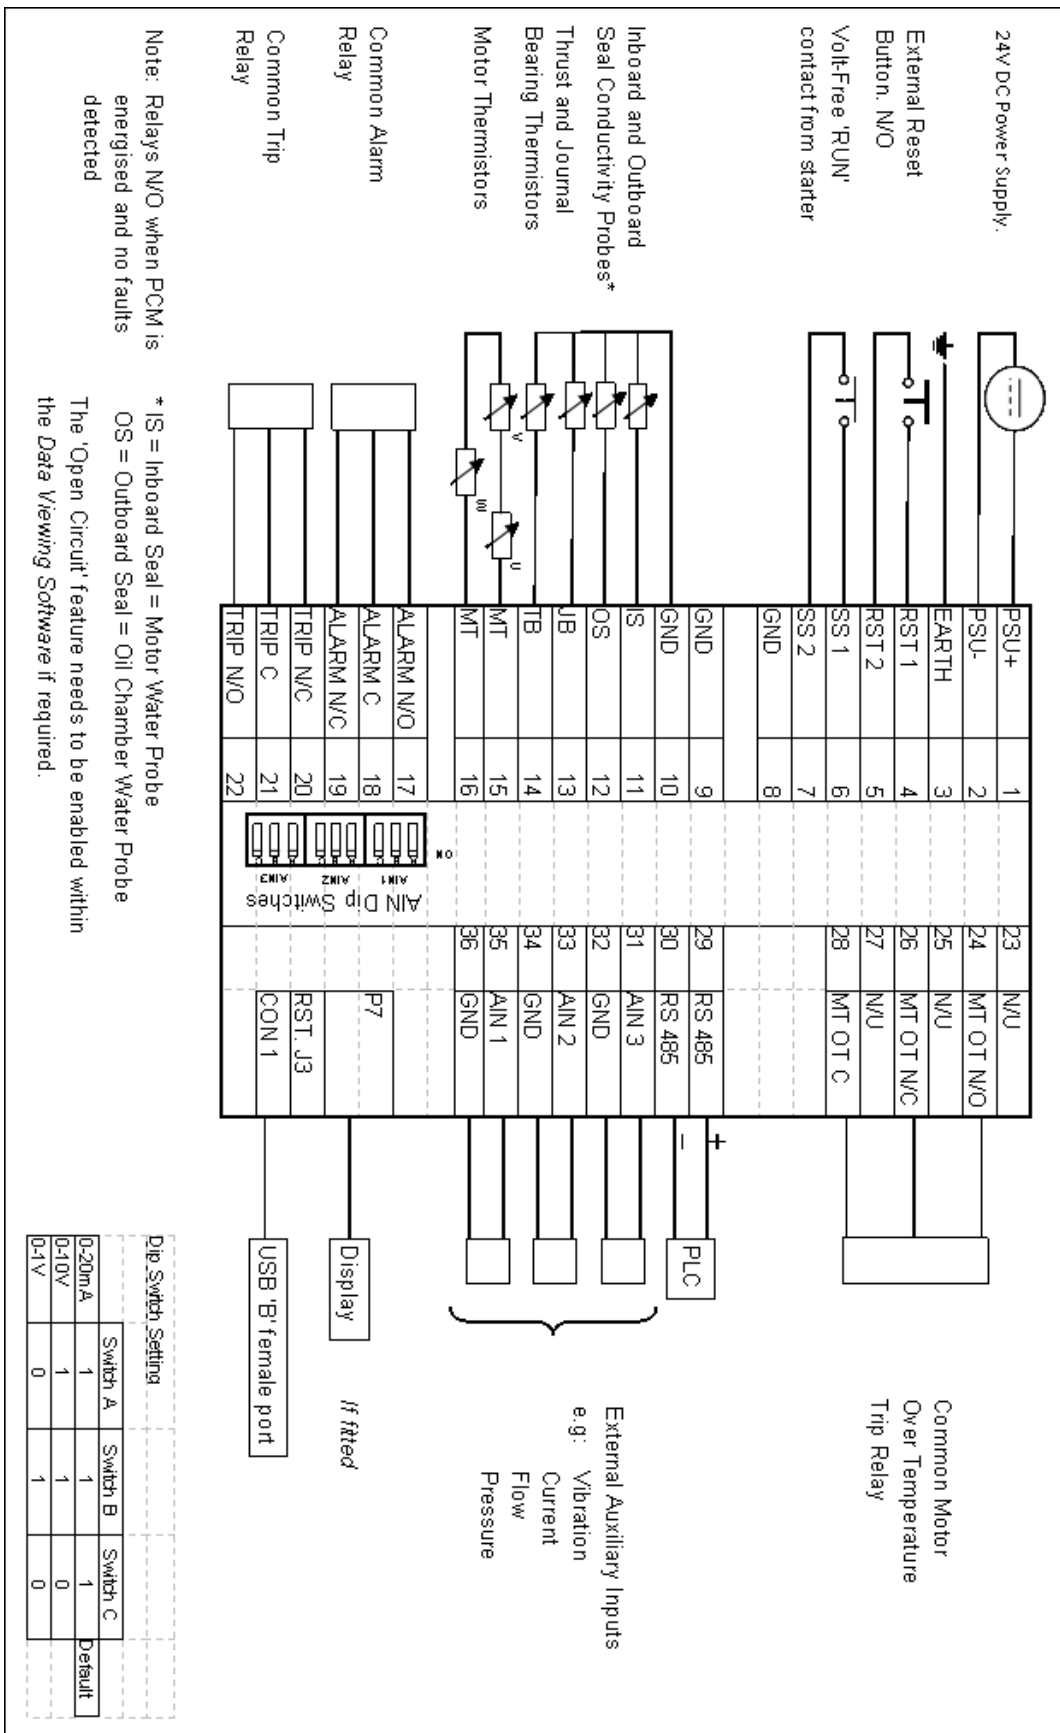 24V DC Power Supply.
External Reset
Button. N/O
Volt-Free 'RUN'
contact from starter
Inboard and Outboard
Seal Conductivity Probes*
Thrust and Journal
Bearing Thermistors
Motor Thermistors
Common Alarm
Relay
Common Trip
Relay
Note: Relays N/O when PCM is
energised and no faults
detected
V
W
U
PSU+ 1
PSU- 2
EARTH 3
RST 1 4
RST 2 5
SS 1 6
SS 2 7
GND 8
GND 9
GND 10
IS 11
OS 12
JB 13
TB 14
MT 15
MT 16
ALARM N/O 17
ALARM C 18
ALARM N/C 19
TRIP N/C 20
TRIP C 21
TRIP N/O 22
ON
AIN1
AIN2
AIN3
AIN Dip Switches
23 N/U
24 MT OT N/O
25 N/U
26 MT OT N/C
27 N/U
28 MT OT C
29 RS 485
30 RS 485
31 AIN 3
32 GND
33 AIN 2
34 GND
35 AIN 1
36 GND
P7
RST. J3
CON 1
+
-
PLC
Display
If fitted
USB 'B' female port
Common Motor
Over Temperature
Trip Relay
External Auxiliary Inputs
e.g: Vibration
Current
Flow
Pressure
* IS = Inboard Seal = Motor Water Probe
OS = Outboard Seal = Oil Chamber Water Probe
The 'Open Circuit' feature needs to be enabled within
the Data Viewing Software if required.
Dip Switch Setting
Switch A Switch B Switch C
0-20mA 1 1 1 Default
0-10V 1 1 0
0-1V 0 1 0